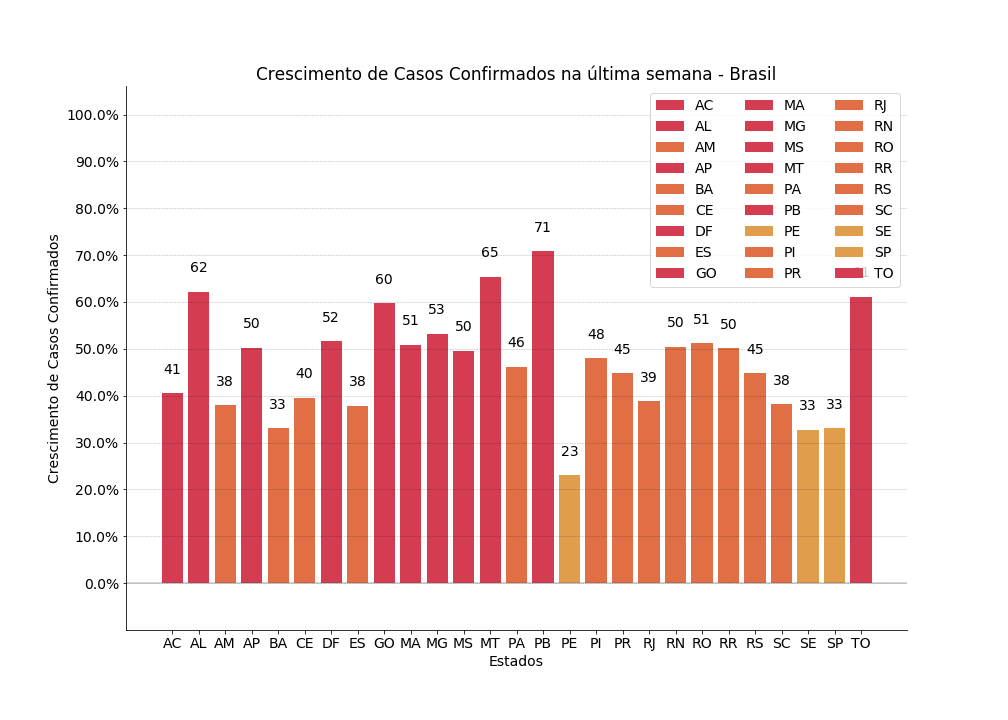 Crescimento de Casos Confirmados na última semana - Brasil
Crescimento de Casos Confirmados
100.0%
90.0%
80.0%
70.0%
60.0%
50.0%
40.0%
30.0%
20.0%
10.0%
0.0%
AC MA RJ
AL MG RN
AM MS RO
AP MT RR
BA PA RS
CE PB SC
DF PE SE
ES PI SP
GO PR TO
41 62 38 50 33 40 52 38 60 51 53 50 65 46 71 23 48 45 39 50 51 50 45 38 33 33
AC AL AM AP BA CE DF ES GO MA MG MS MT PA PB PE PI PR RJ RN RO RR RS SC SE SP TO
Estados